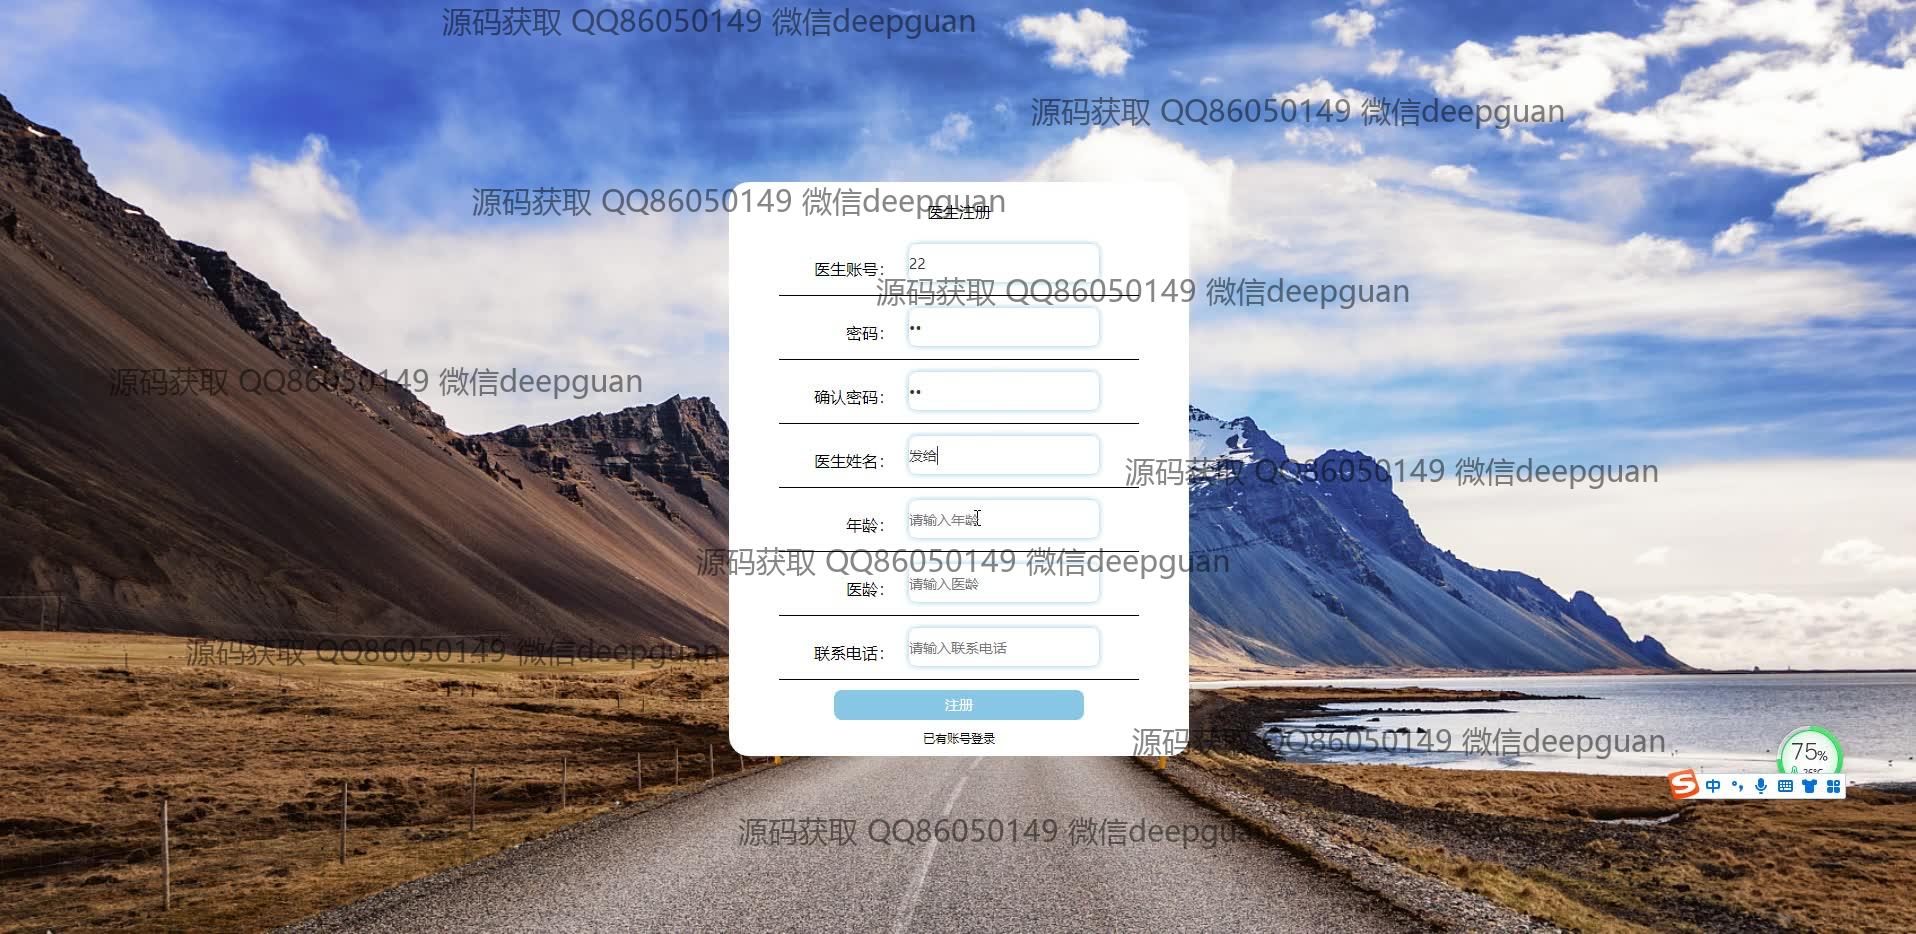 源码获取 QQ86050149 微信deepguan
源码获取 QQ86050149 微信deepguan
源码获取 QQ86050149 微信deepguan
医生注册
医生账号：
22
源码获取 QQ86050149 微信deepguan
密码：
••
源码获取 QQ86050149 微信deepguan
确认密码：
••
医生姓名：
发给
源码获取 QQ86050149 微信deepguan
年龄：
请输入年龄
源码获取 QQ86050149 微信deepguan
医龄：
请输入医龄
源码获取 QQ86050149 微信deepguan
联系电话：
请输入联系电话
注册
已有账号登录
源码获取 QQ86050149 微信deepguan
75%
26°C
中
源码获取 QQ86050149 微信deepguan